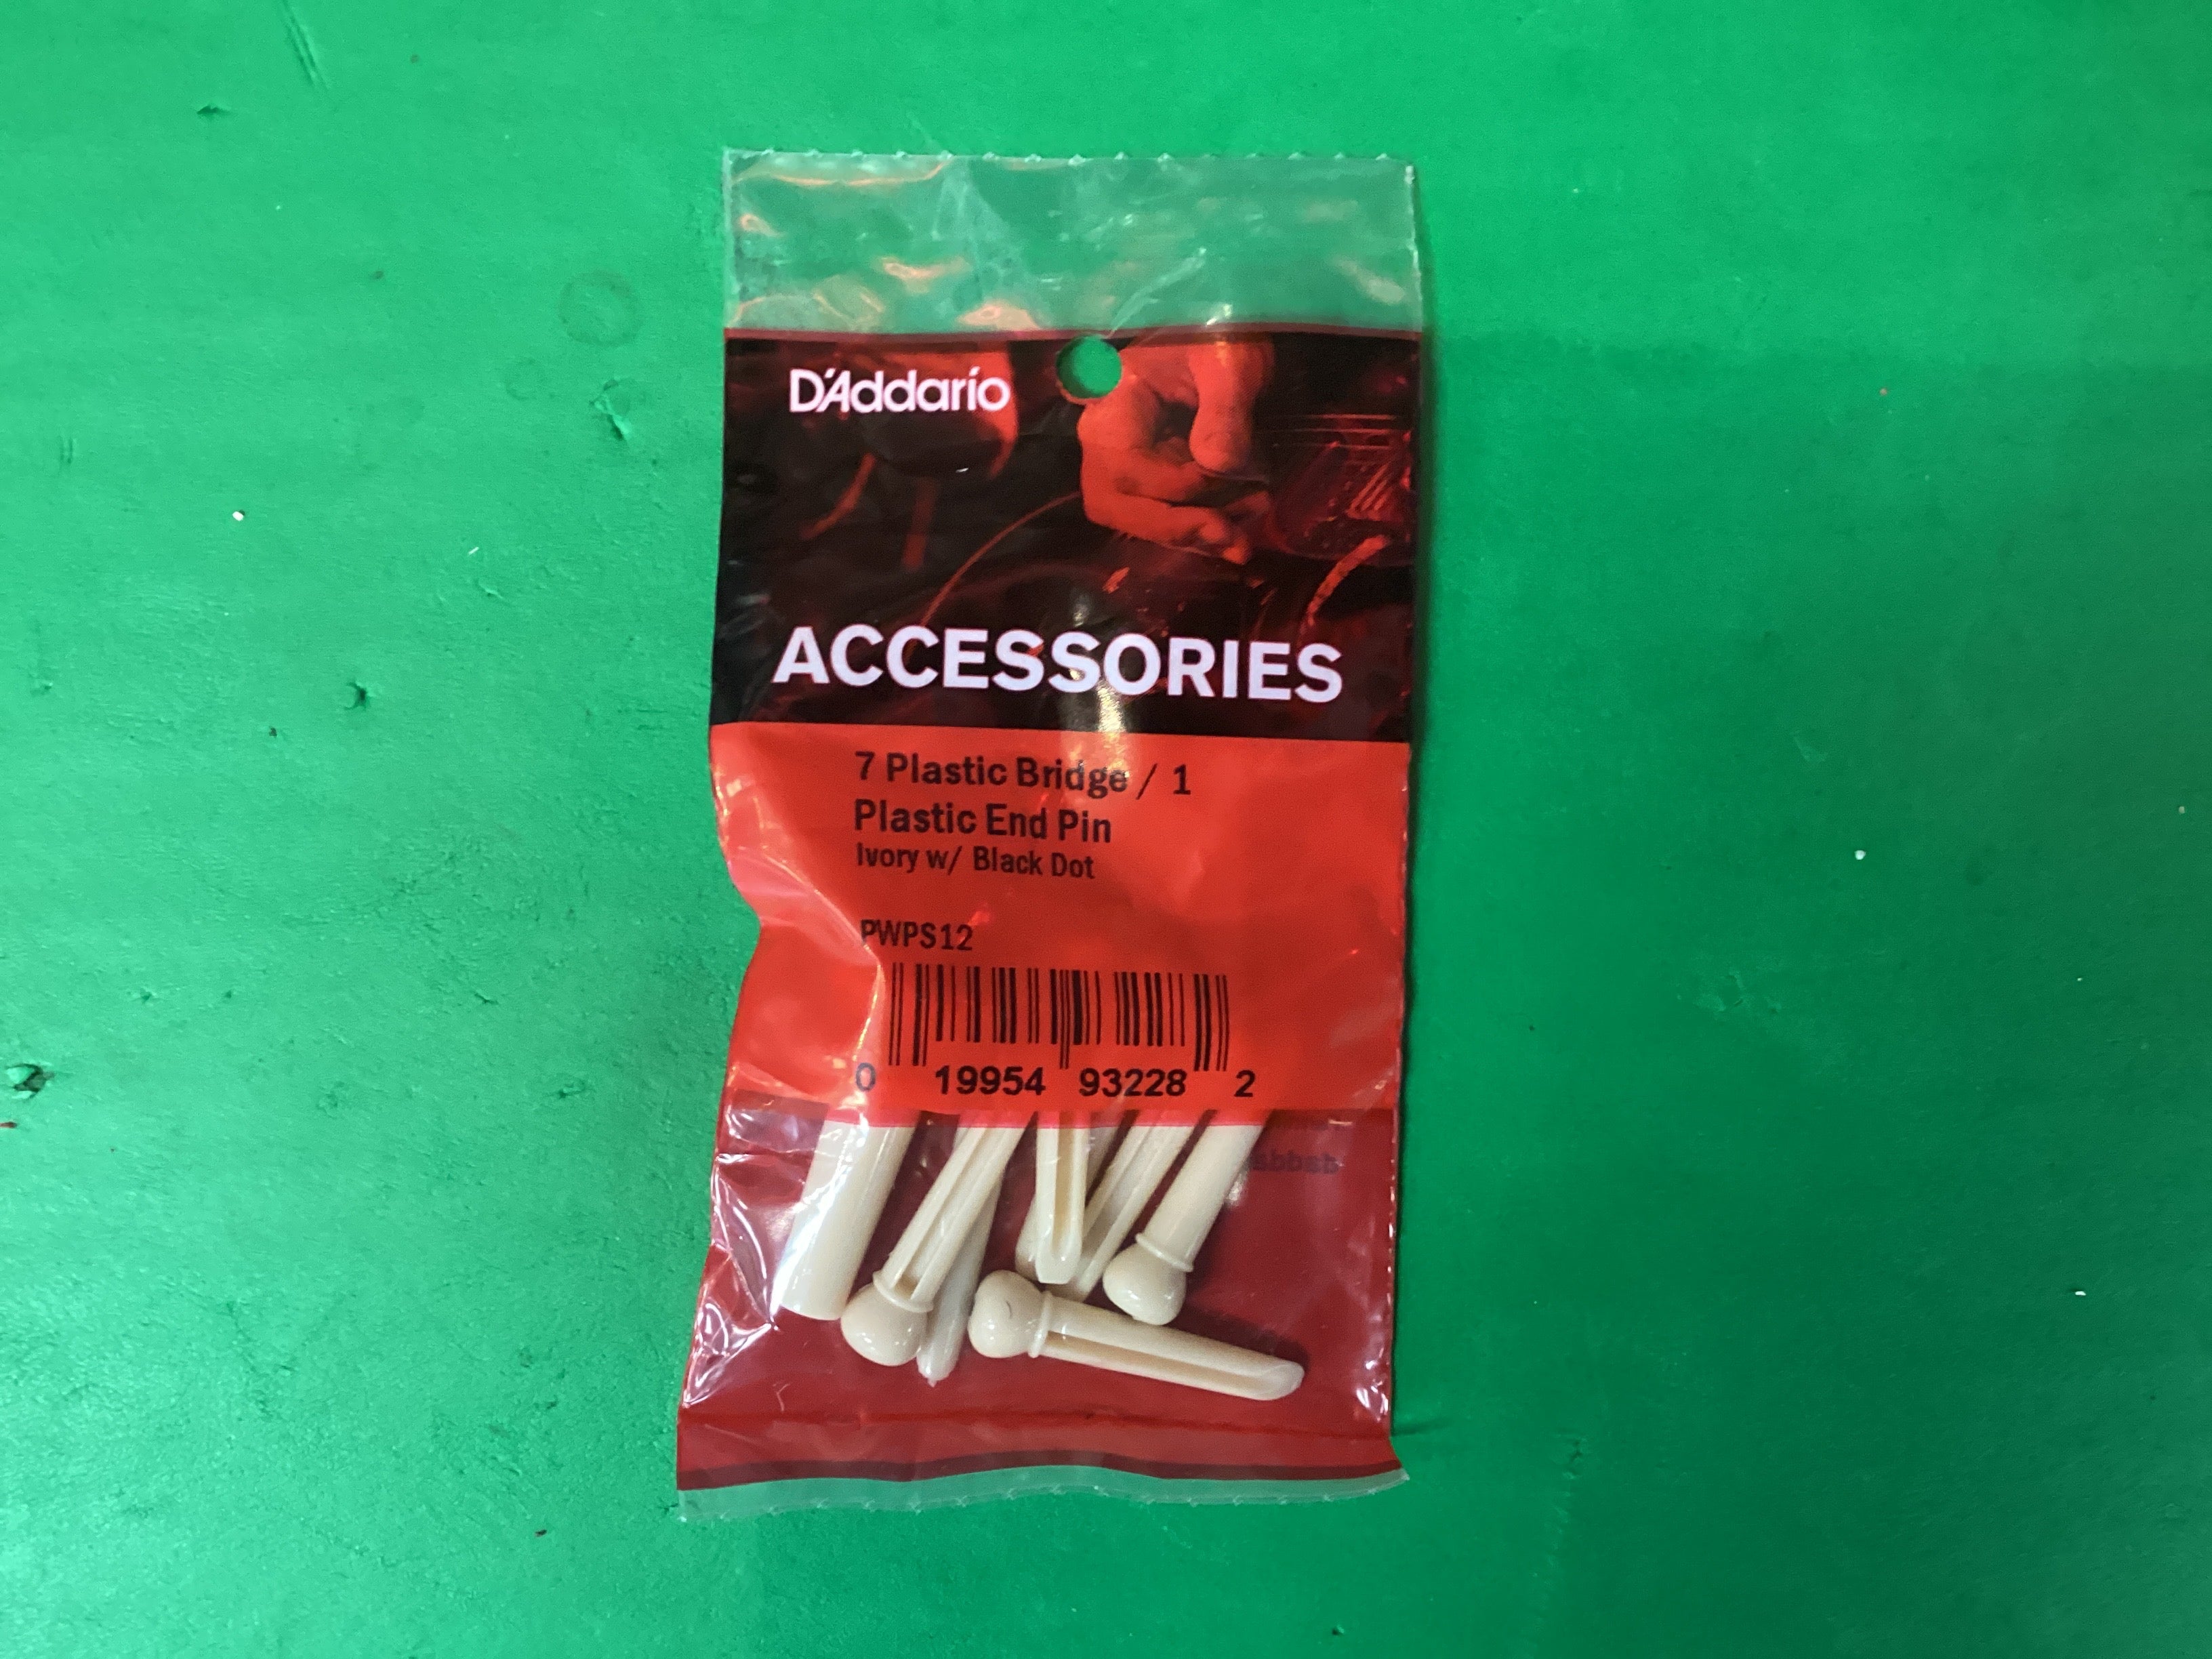 D'Addario
ACCESSORIES
7 Plastic Bridge / 1
Plastic End Pin
Ivory w/ Black Dot
PWPS12
0 19954 93228 2